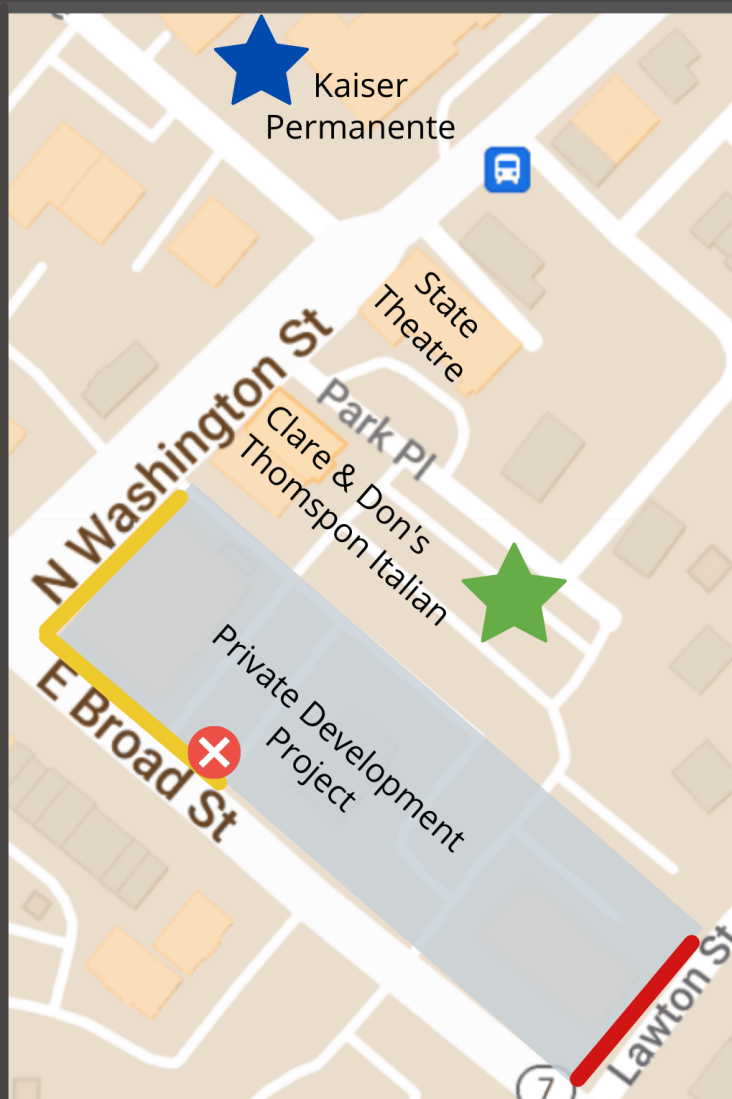 Kaiser
Permanente
State
Theatre
N Washington St
Park Pl
Clare & Don's
Thomspon Italian
Private Development
Project
E Broad St
Lawton St
7